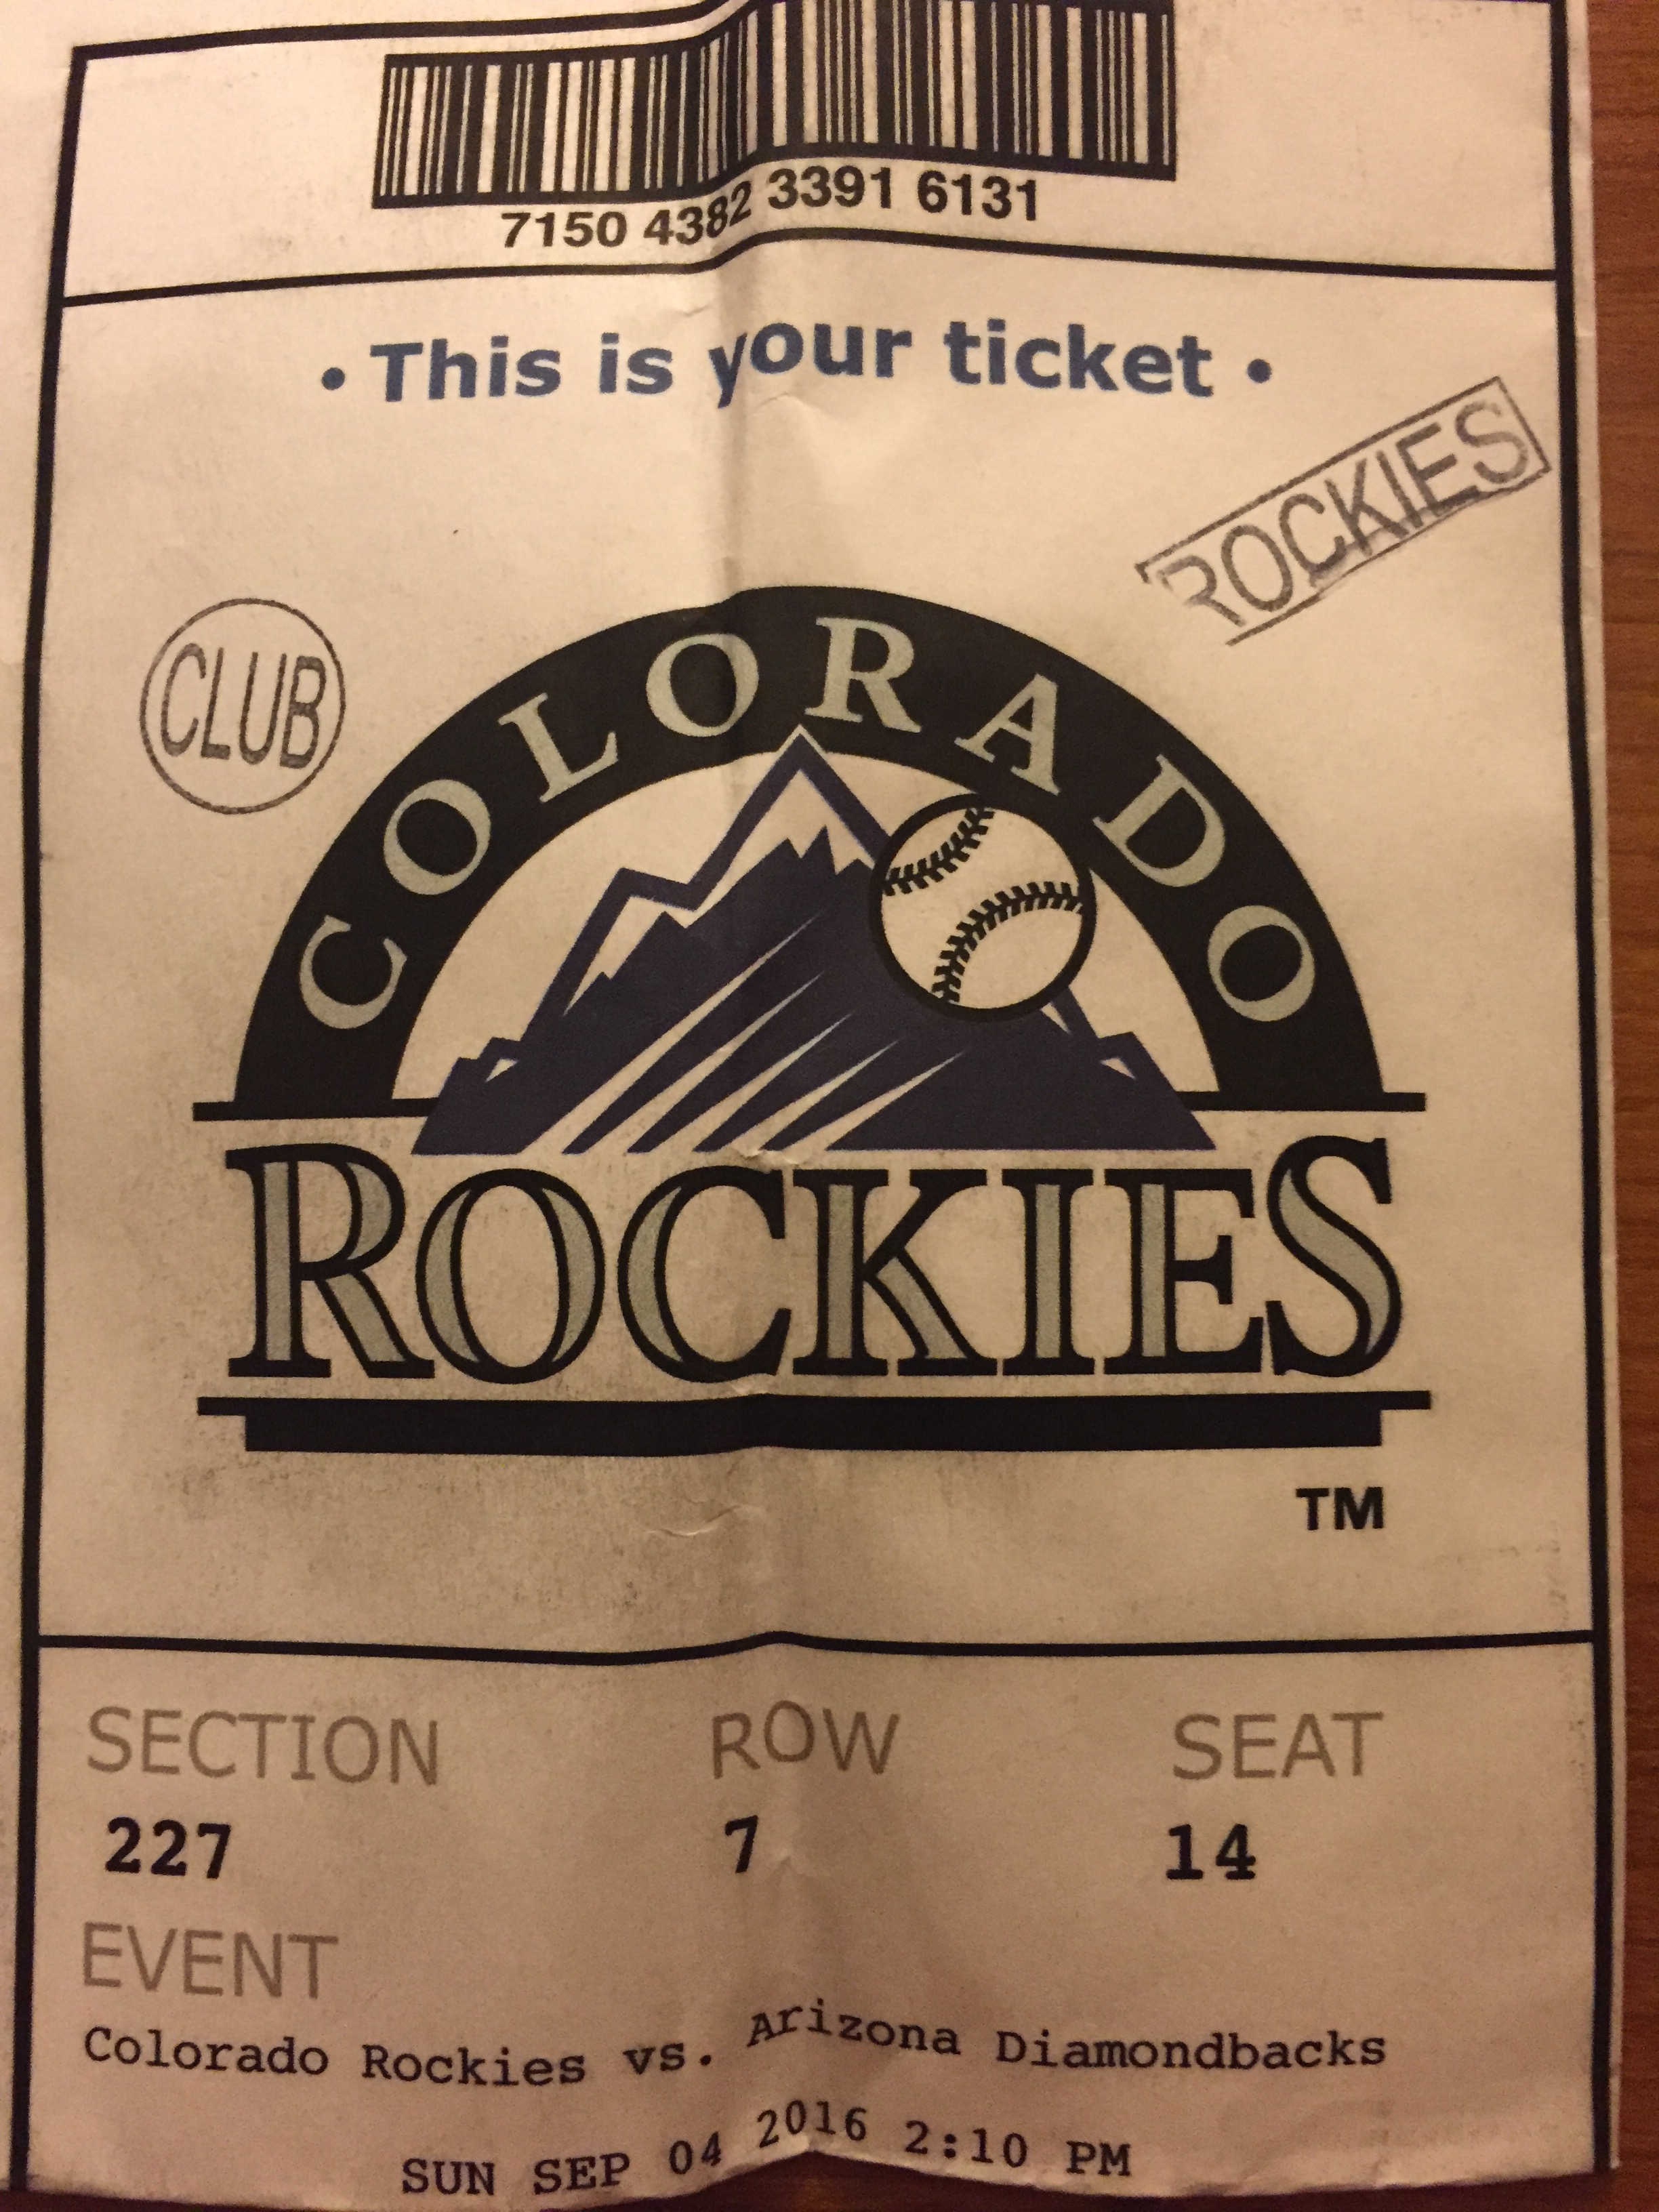 7150 4382 3391 6131
• This is your ticket •
ROCKIES
CLUB
COLORADO
ROCKIES
TM
SECTION ROW SEAT
227 7 14
EVENT
Colorado Rockies vs. Arizona Diamondbacks
SUN SEP 04 2016 2:10 PM